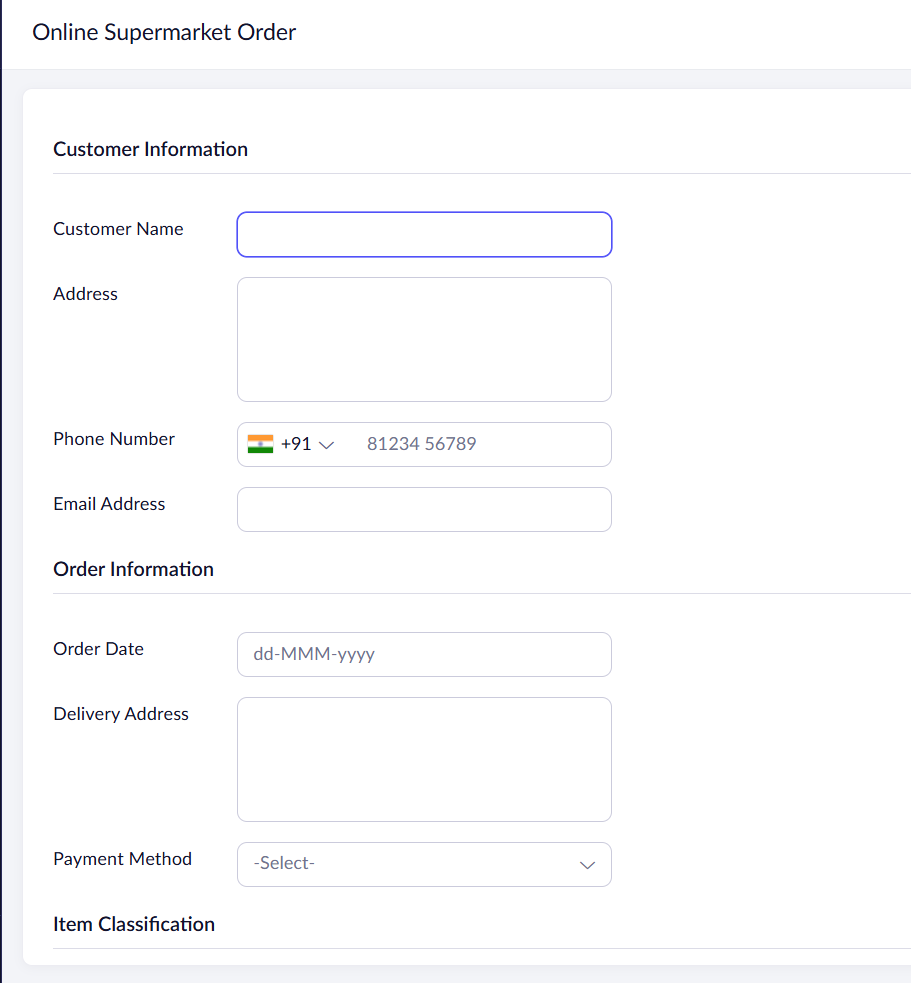 Online Supermarket Order
Customer Information
Customer Name
Address
Phone Number +91 81234 56789
Email Address
Order Information
Order Date dd-MMM-yyyy
Delivery Address
Payment Method -Select-
Item Classification